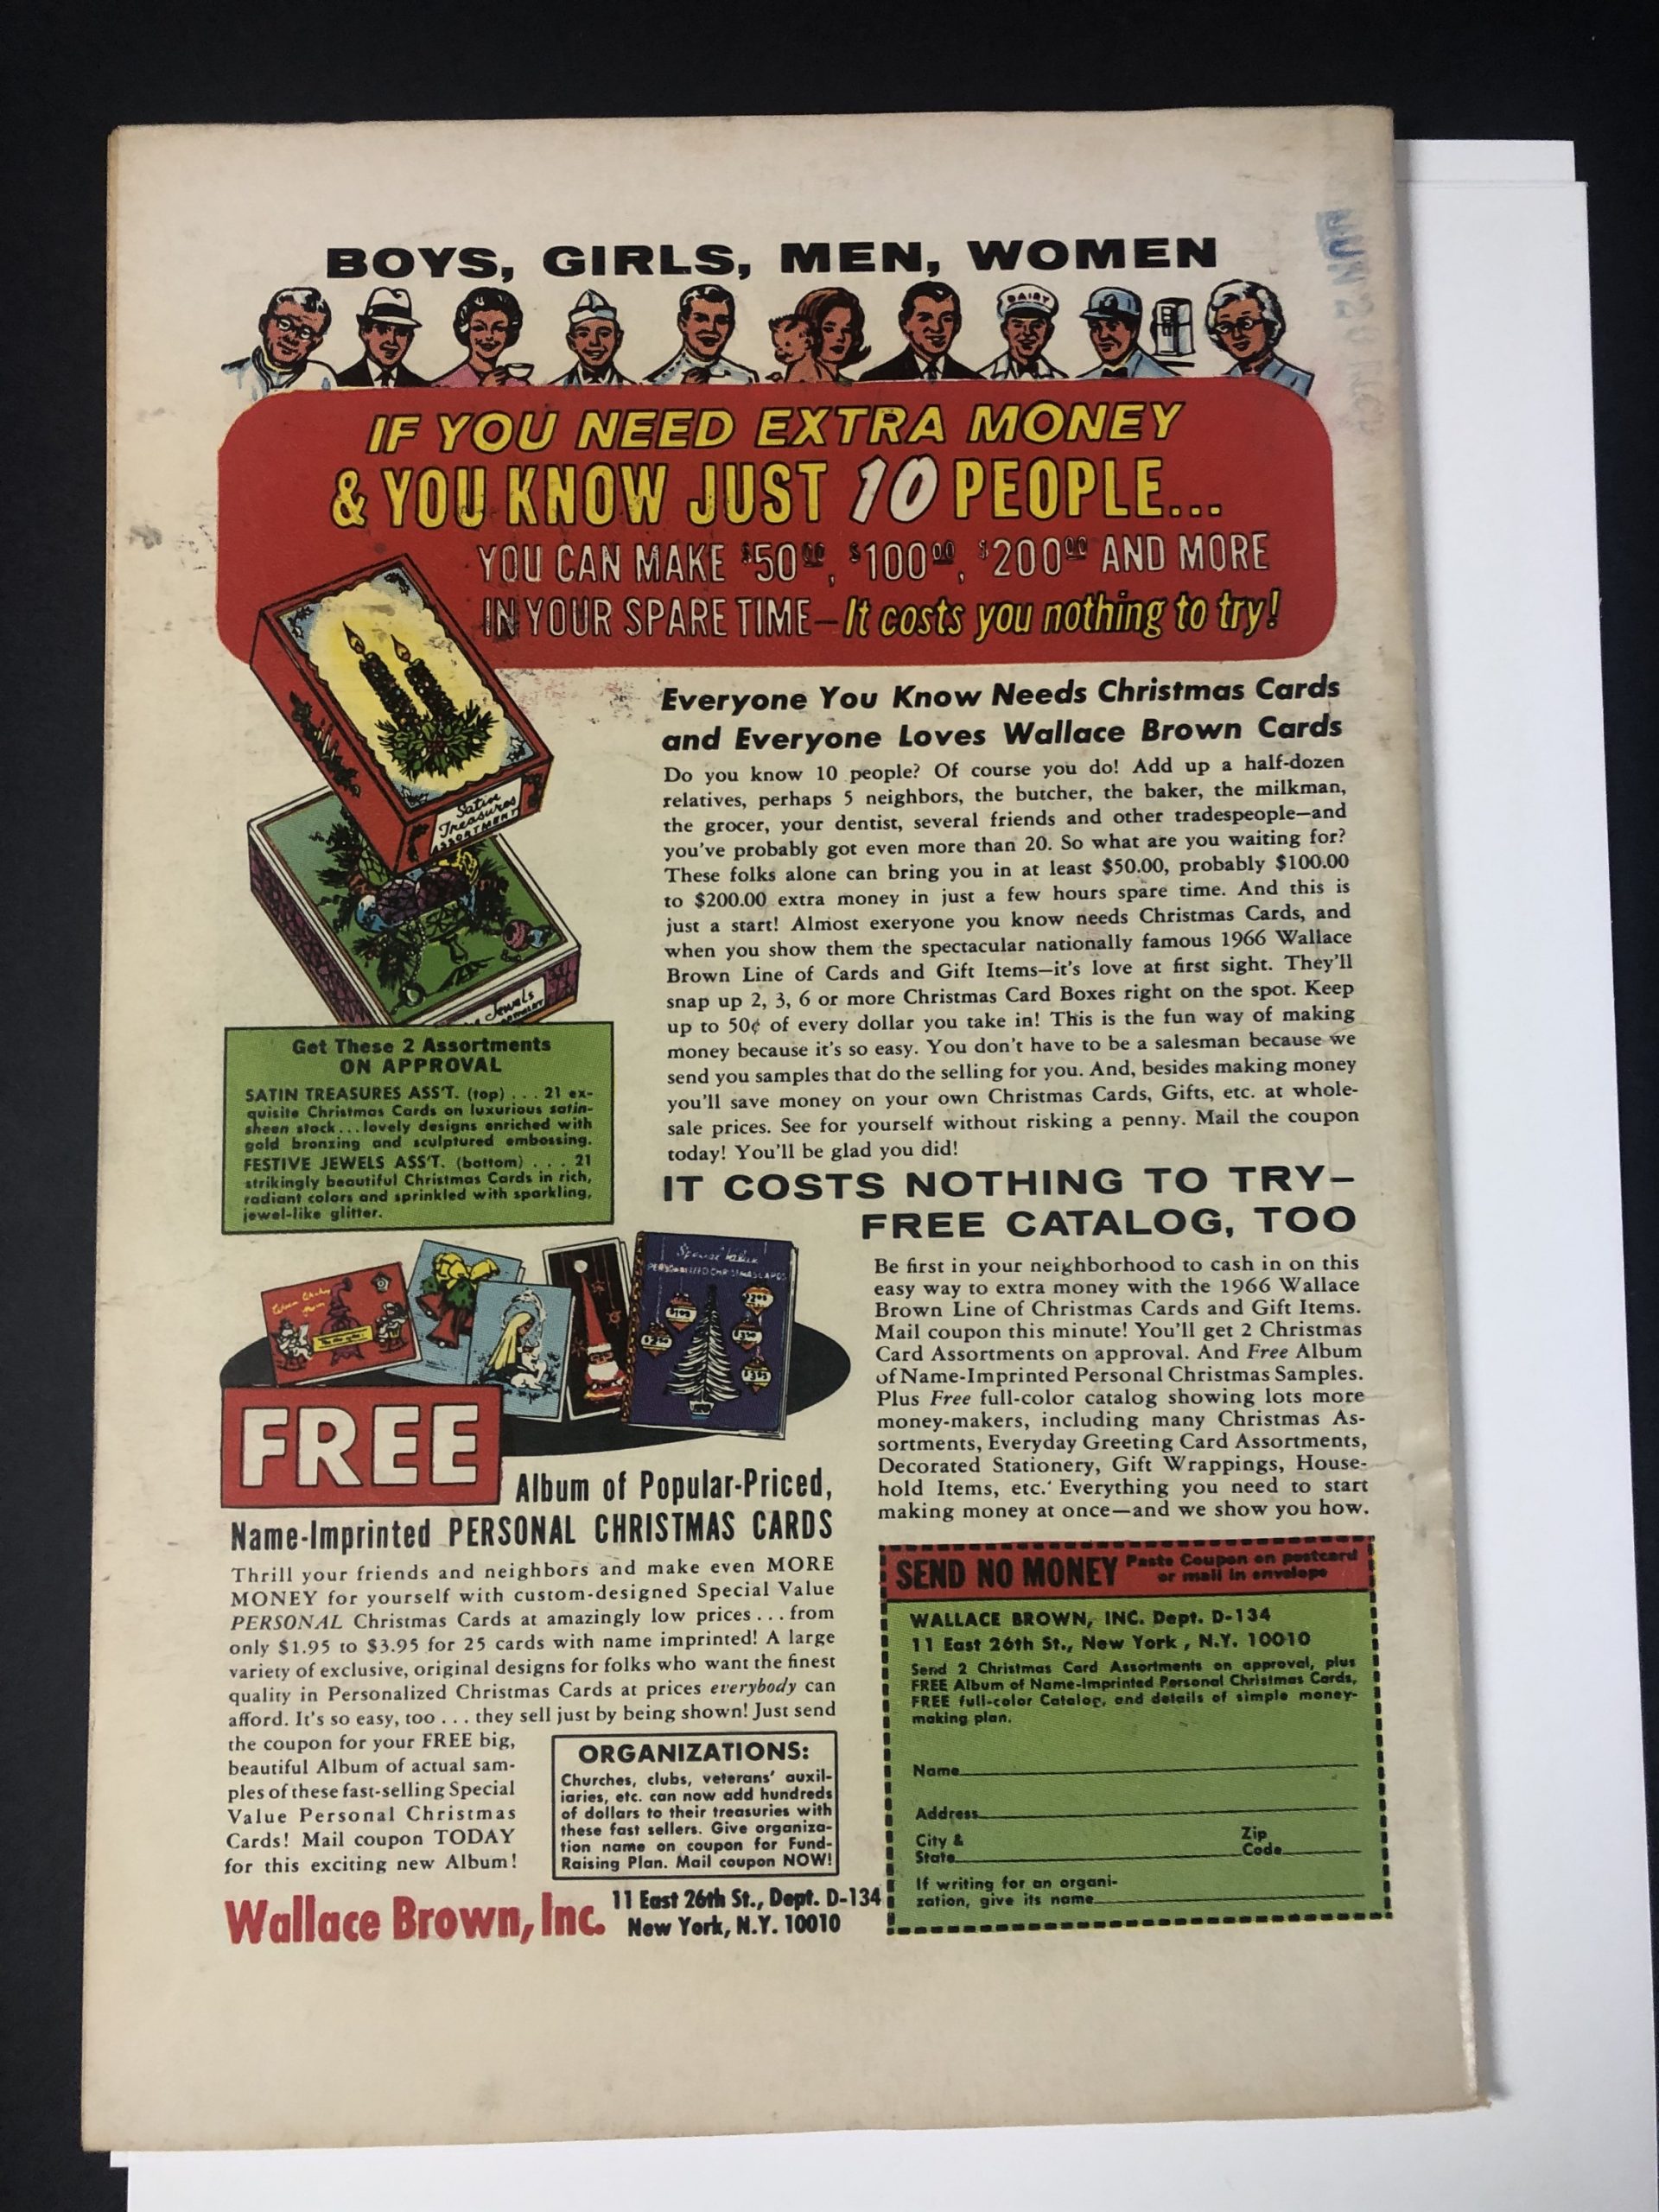 BOYS, GIRLS, MEN, WOMEN
DAIRY
IF YOU NEED EXTRA MONEY
& YOU KNOW JUST 10 PEOPLE...
YOU CAN MAKE $50.00, $100.00, $200.00 AND MORE
IN YOUR SPARE TIME—It costs you nothing to try!
Satin
Treasures
ASSORTMENT
Jewels
Everyone You Know Needs Christmas Cards
and Everyone Loves Wallace Brown Cards
Do you know 10 people? Of course you do! Add up a half-dozen
relatives, perhaps 5 neighbors, the butcher, the baker, the milkman,
the grocer, your dentist, several friends and other tradespeople—and
you've probably got even more than 20. So what are you waiting for?
These folks alone can bring you in at least $50.00, probably $100.00
to $200.00 extra money in just a few hours spare time. And this is
just a start! Almost exeryone you know needs Christmas Cards, and
when you show them the spectacular nationally famous 1966 Wallace
Brown Line of Cards and Gift Items—it's love at first sight. They'll
snap up 2, 3, 6 or more Christmas Card Boxes right on the spot. Keep
up to 50¢ of every dollar you take in! This is the fun way of making
money because it's so easy. You don't have to be a salesman because we
send you samples that do the selling for you. And, besides making money
you'll save money on your own Christmas Cards, Gifts, etc. at whole-
sale prices. See for yourself without risking a penny. Mail the coupon
today! You'll be glad you did!
Get These 2 Assortments
ON APPROVAL
SATIN TREASURES ASS'T. (top) . . . 21 ex-
quisite Christmas Cards on luxurious satin-
sheen stock...lovely designs enriched with
gold bronzing and sculptured embossing.
FESTIVE JEWELS ASS'T. (bottom) . . . 21
strikingly beautiful Christmas Cards in rich,
radiant colors and sprinkled with sparkling,
jewel-like glitter.
IT COSTS NOTHING TO TRY—
FREE CATALOG, TOO
Be first in your neighborhood to cash in on this
easy way to extra money with the 1966 Wallace
Brown Line of Christmas Cards and Gift Items.
Mail coupon this minute! You'll get 2 Christmas
Card Assortments on approval. And Free Album
of Name-Imprinted Personal Christmas Samples.
Plus Free full-color catalog showing lots more
money-makers, including many Christmas As-
sortments, Everyday Greeting Card Assortments,
Decorated Stationery, Gift Wrappings, House-
hold Items, etc. Everything you need to start
making money at once—and we show you how.
Special Value
PERSONALIZED CHRISTMAS CARDS
FREE
Album of Popular-Priced,
Name-Imprinted PERSONAL CHRISTMAS CARDS
Thrill your friends and neighbors and make even MORE
MONEY for yourself with custom-designed Special Value
PERSONAL Christmas Cards at amazingly low prices . . . from
only $1.95 to $3.95 for 25 cards with name imprinted! A large
variety of exclusive, original designs for folks who want the finest
quality in Personalized Christmas Cards at prices everybody can
afford. It's so easy, too . . . they sell just by being shown! Just send
the coupon for your FREE big,
beautiful Album of actual sam-
ples of these fast-selling Special
Value Personal Christmas
Cards! Mail coupon TODAY
for this exciting new Album!
ORGANIZATIONS:
Churches, clubs, veterans' auxil-
iaries, etc. can now add hundreds
of dollars to their treasuries with
these fast sellers. Give organiza-
tion name on coupon for Fund-
Raising Plan. Mail coupon NOW!
Wallace Brown, Inc.
11 East 26th St., Dept. D-134
New York, N.Y. 10010
SEND NO MONEY
Paste Coupon on postcard
or mail in envelope
WALLACE BROWN, INC. Dept. D-134
11 East 26th St., New York , N.Y. 10010
Send 2 Christmas Card Assortments on approval, plus
FREE Album of Name-Imprinted Personal Christmas Cards,
FREE full-color Catalog, and details of simple money-
making plan.
Name
Address
City &
State
Zip
Code
If writing for an organi-
zation, give its name